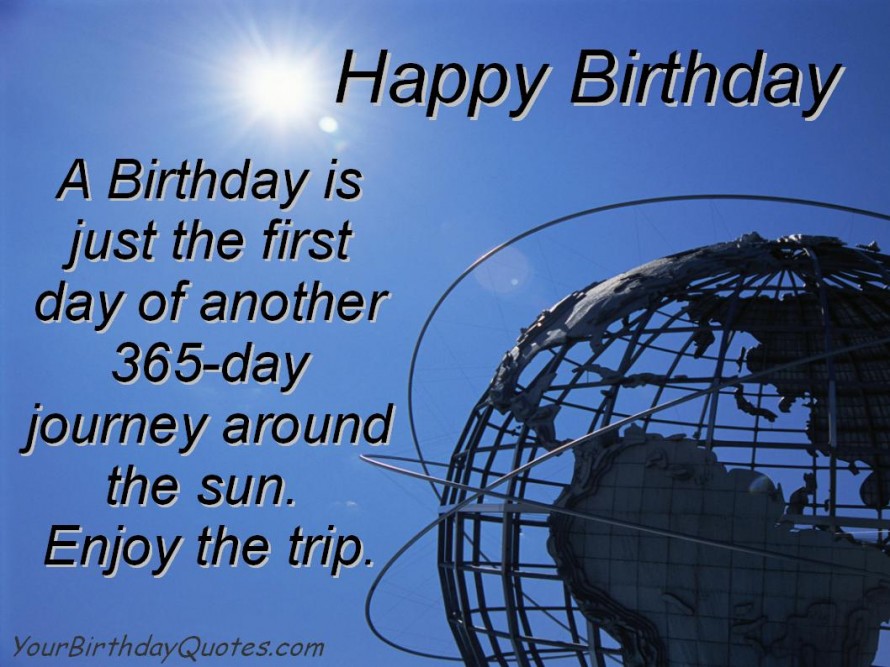 Happy Birthday
A Birthday is
just the first
day of another
365-day
journey around
the sun.
Enjoy the trip.
YourBirthdayQuotes.com